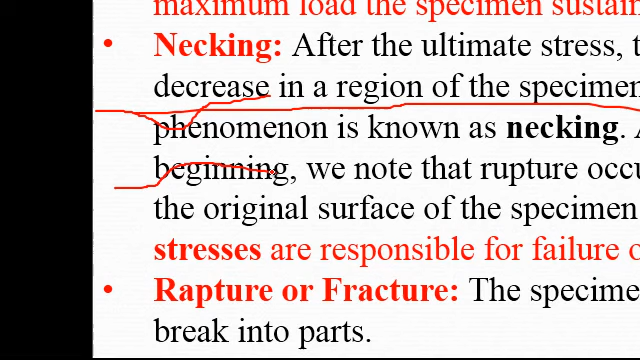 maximum load the specimen sustain
• Necking: After the ultimate stress, t
decrease in a region of the specimen
phenomenon is known as necking. A
beginning, we note that rupture occu
the original surface of the specimen
stresses are responsible for failure o
• Rapture or Fracture: The specime
break into parts.